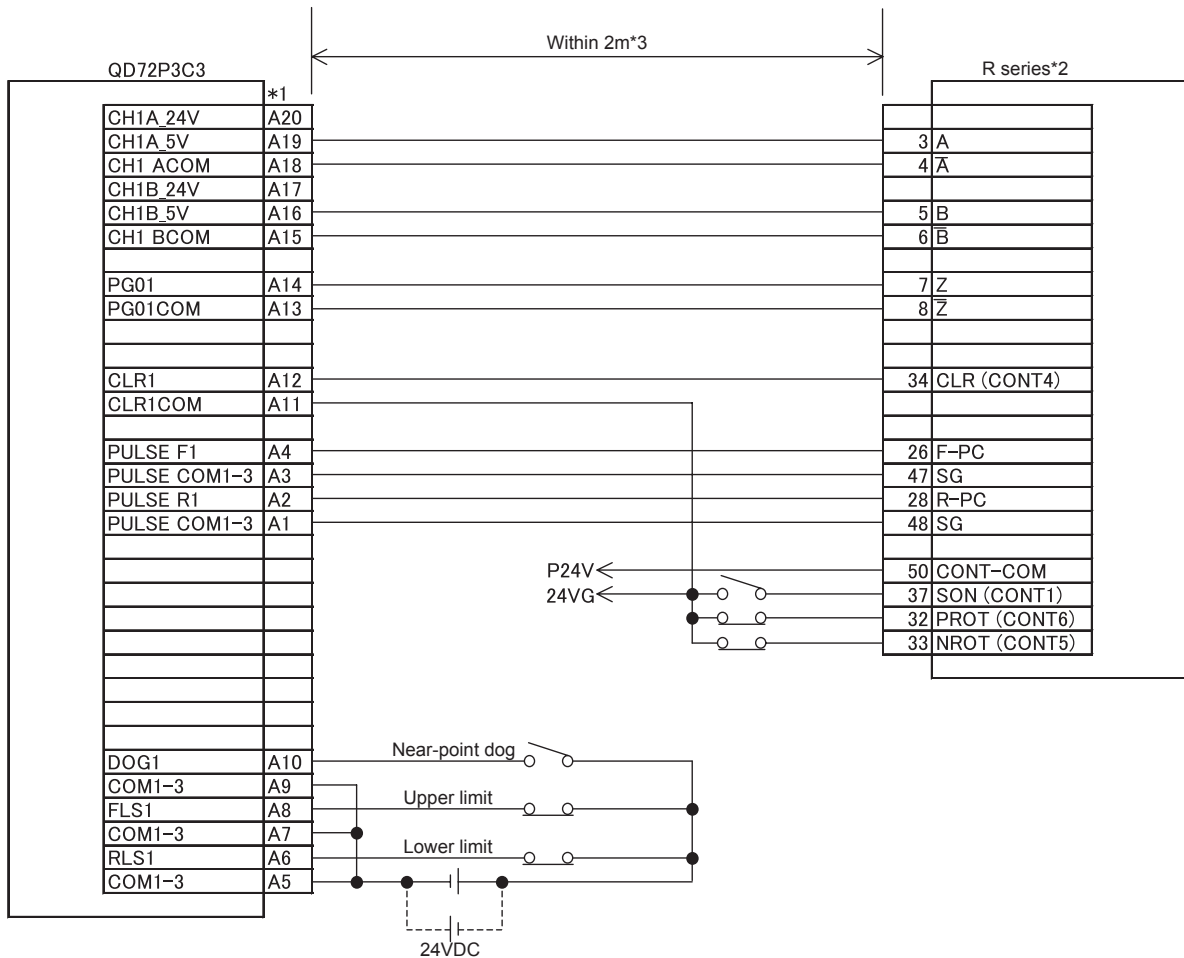 Within 2m*3
QD72P3C3
R series*2
*1
CH1A_24V A20
CH1A_5V A19 3 A
CH1 ACOM A18 4 A̅
CH1B_24V A17
CH1B_5V A16 5 B
CH1 BCOM A15 6 B̅
PG01 A14 7 Z
PG01COM A13 8 Z̅
CLR1 A12 34 CLR (CONT4)
CLR1COM A11
PULSE F1 A4 26 F-PC
PULSE COM1-3 A3 47 SG
PULSE R1 A2 28 R-PC
PULSE COM1-3 A1 48 SG
P24V 50 CONT-COM
24VG 37 SON (CONT1)
32 PROT (CONT6)
33 NROT (CONT5)
DOG1 A10 Near-point dog
COM1-3 A9
FLS1 A8 Upper limit
COM1-3 A7
RLS1 A6 Lower limit
COM1-3 A5
24VDC